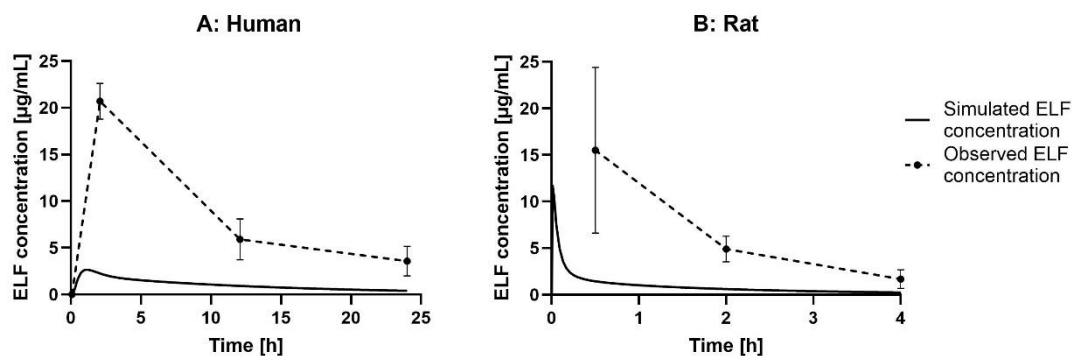 A: Human
ELF concentration [µg/mL]
25
20
15
10
5
0
0 5 10 15 20 25
Time [h]
B: Rat
ELF concentration [µg/mL]
25
20
15
10
5
0
0 1 2 3 4
Time [h]
Simulated ELF
concentration
Observed ELF
concentration